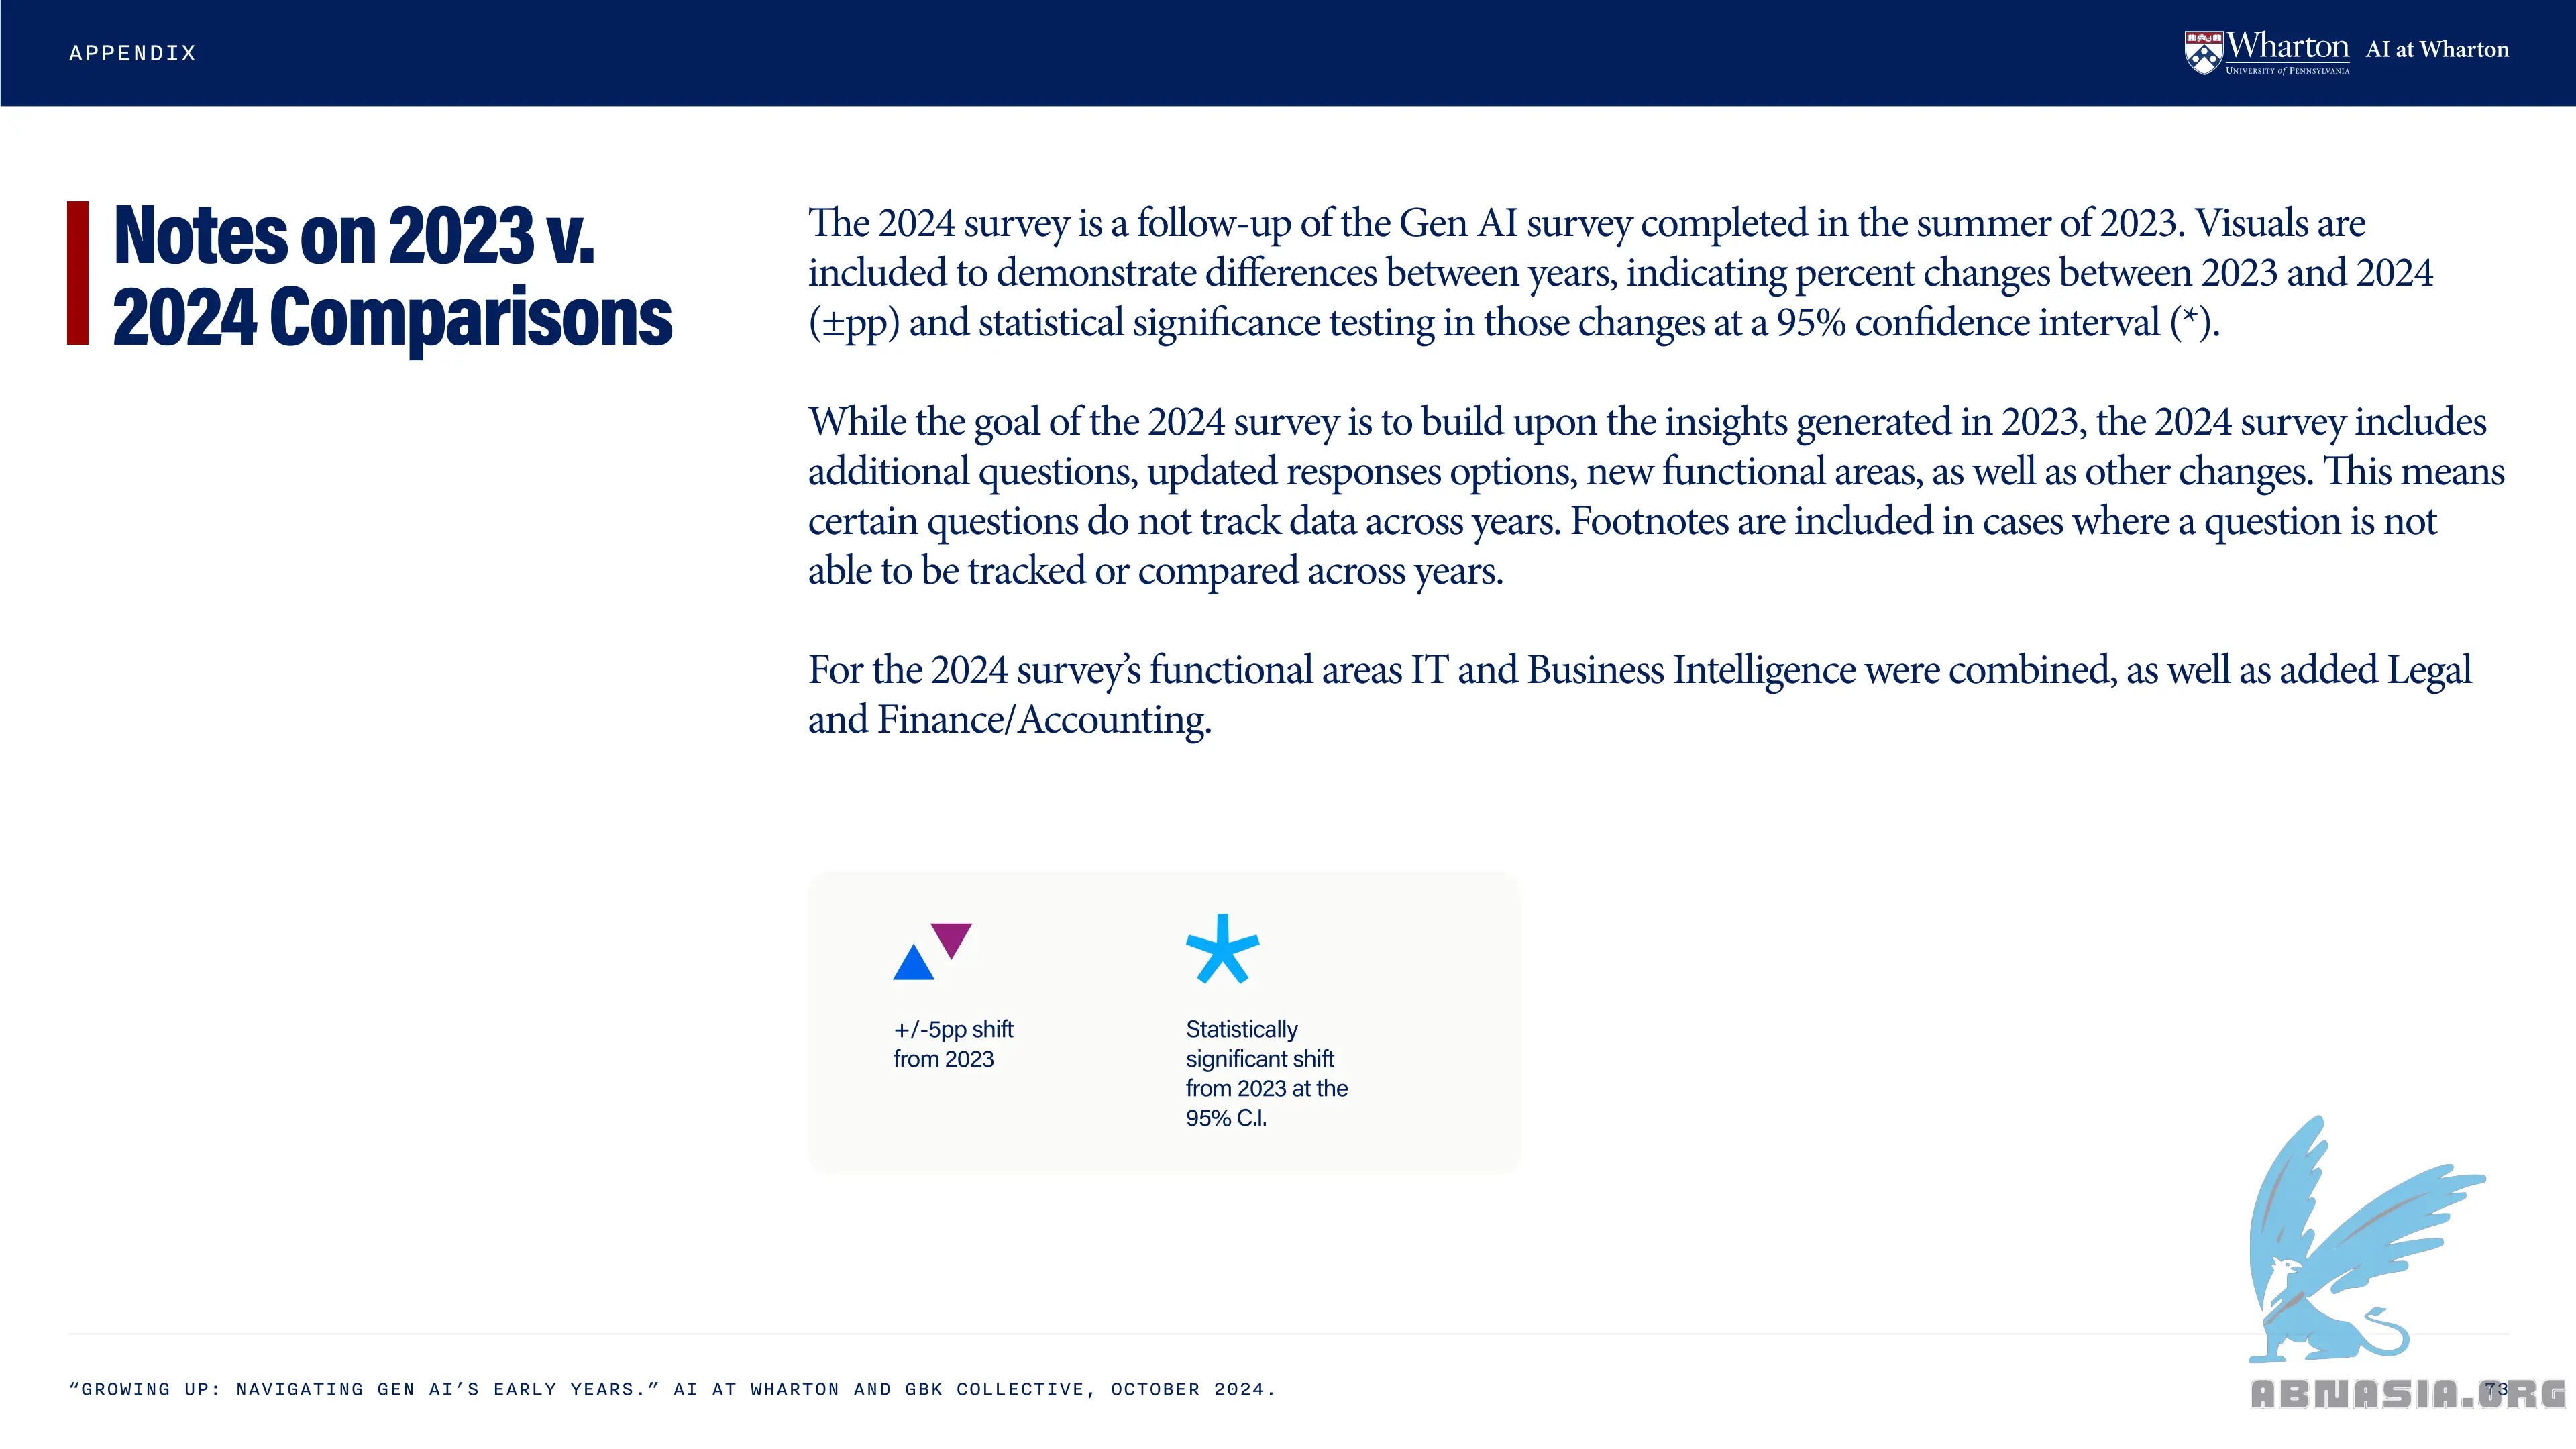 APPENDIX
Wharton
UNIVERSITY of PENNSYLVANIA
AI at Wharton
Notes on 2023 v.
2024 Comparisons
The 2024 survey is a follow-up of the Gen AI survey completed in the summer of 2023. Visuals are
included to demonstrate differences between years, indicating percent changes between 2023 and 2024
(±pp) and statistical significance testing in those changes at a 95% confidence interval (*).
While the goal of the 2024 survey is to build upon the insights generated in 2023, the 2024 survey includes
additional questions, updated responses options, new functional areas, as well as other changes. This means
certain questions do not track data across years. Footnotes are included in cases where a question is not
able to be tracked or compared across years.
For the 2024 survey’s functional areas IT and Business Intelligence were combined, as well as added Legal
and Finance/Accounting.
+/-5pp shift
from 2023
Statistically
significant shift
from 2023 at the
95% C.I.
“GROWING UP: NAVIGATING GEN AI’S EARLY YEARS.” AI AT WHARTON AND GBK COLLECTIVE, OCTOBER 2024.
73
ABNASIA.ORG